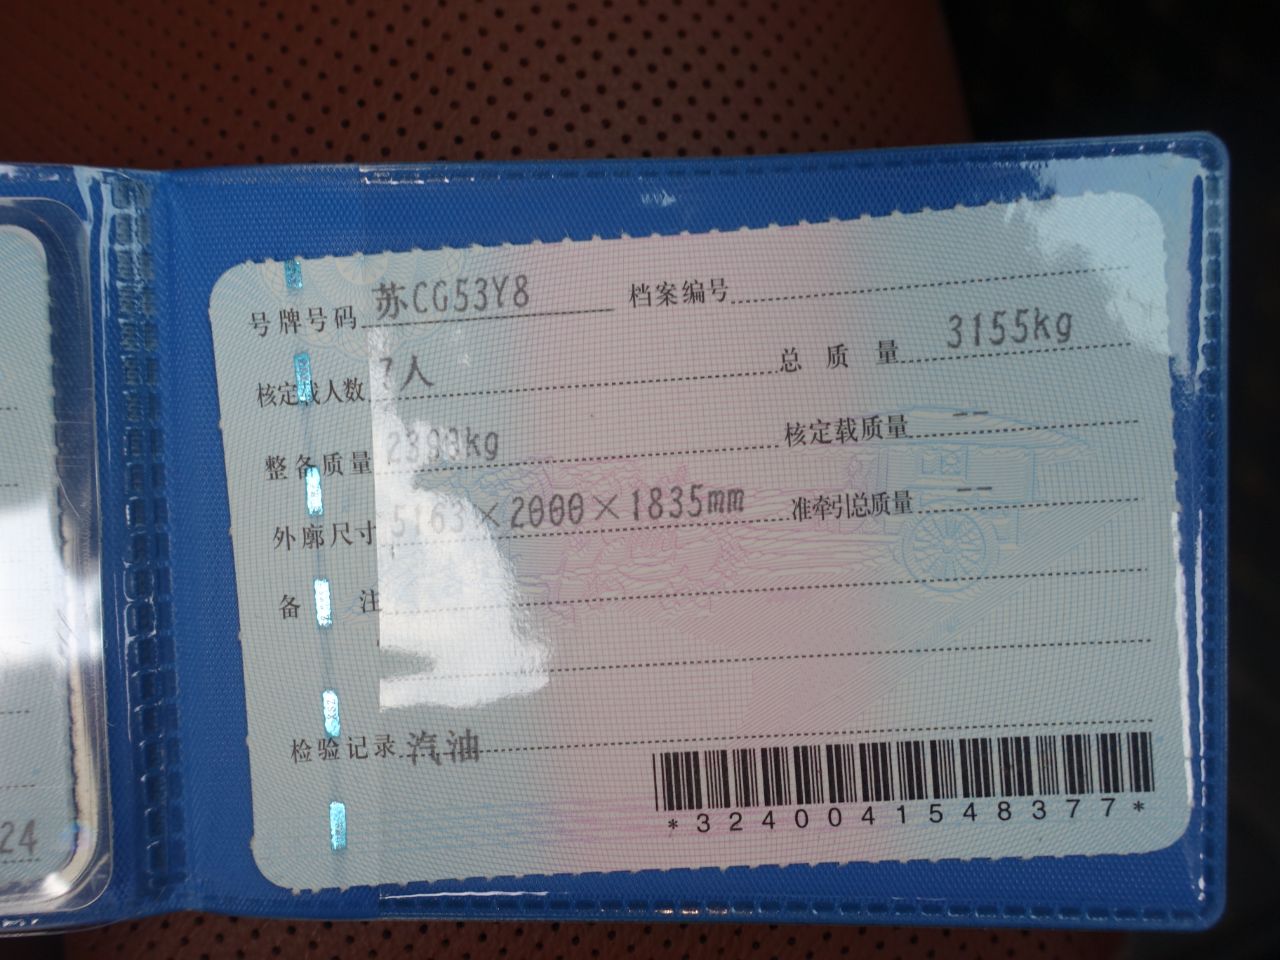 号牌号码 苏CG53Y8 档案编号
核定载人数 7人 总质量 3155kg
整备质量 核定载质量 --
外廓尺寸 5163×2000×1835mm 准牵引总质量 --
备注
检验记录 汽油
*3240041548377*
24